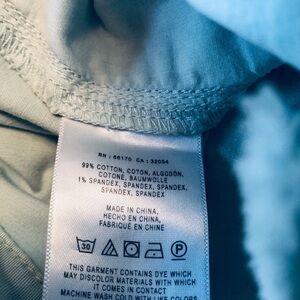 RN : 66170 CA : 32054
99% COTTON, COTON, ALGODÓN,
COTONE, BAUMWOLLE
1% SPANDEX, SPANDEX, SPANDEX,
SPANDEX, SPANDEX
MADE IN CHINA,
HECHO EN CHINA,
FABRIQUÉ EN CHINE
30 P
THIS GARMENT CONTAINS DYE WHICH
MAY DISCOLOR MATERIALS WITH WHICH
IT COMES IN CONTACT
MACHINE WASH COLD WITH LIKE COLORS